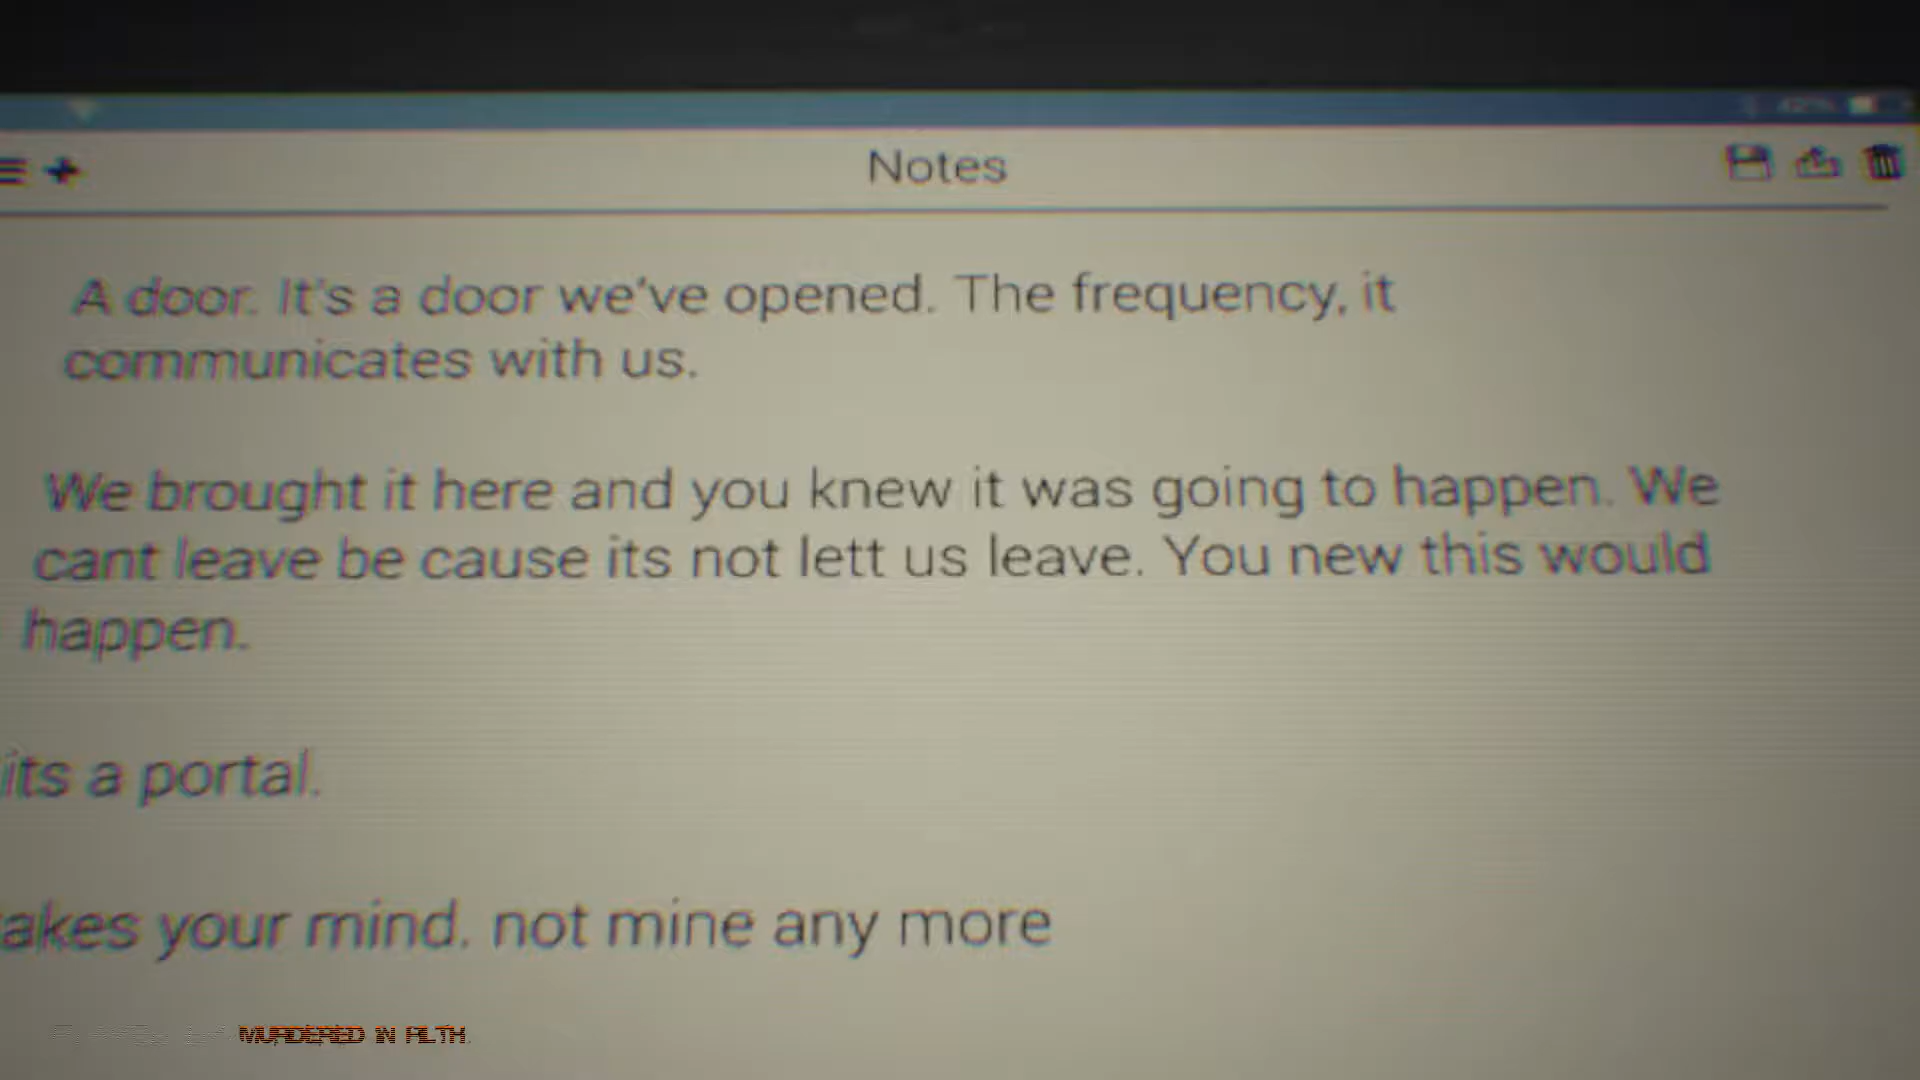 Notes
A door. It's a door we've opened. The frequency, it
communicates with us.
We brought it here and you knew it was going to happen. We
cant leave be cause its not lett us leave. You new this would
happen.
its a portal.
your mind. not mine any more
MURDERED IN FILTH.